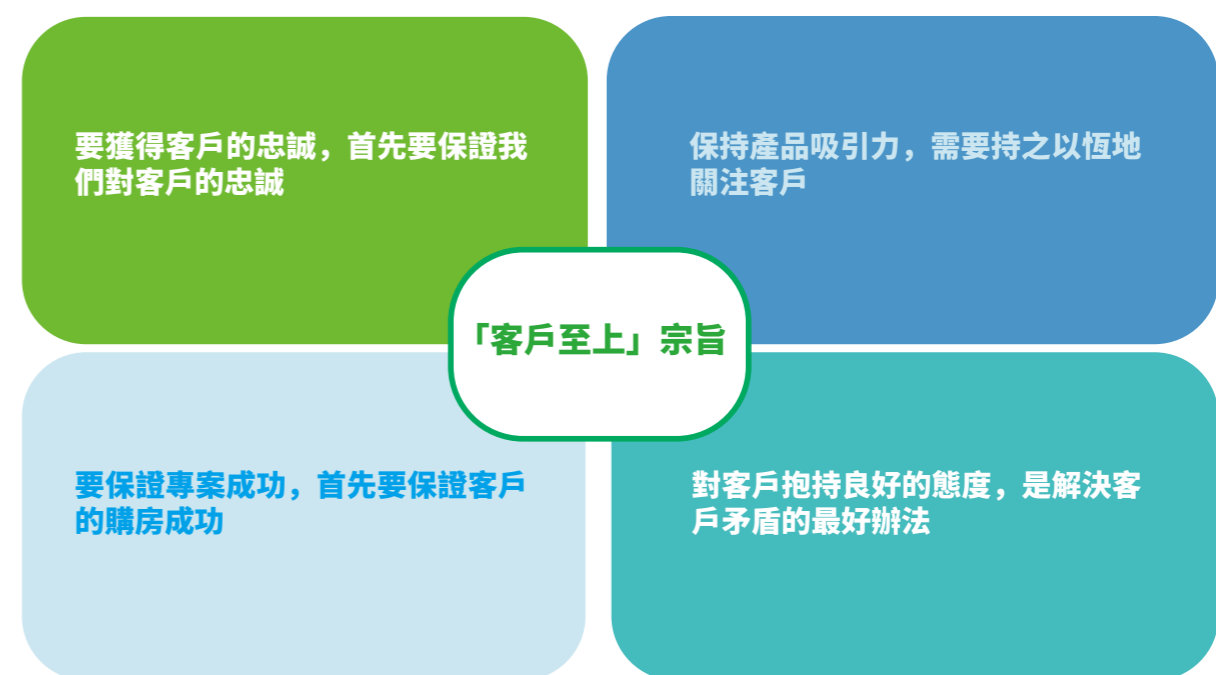 要獲得客戶的忠誠，首先要保證我
們對客戶的忠誠
保持產品吸引力，需要持之以恆地
關注客戶
「客戶至上」宗旨
要保證專案成功，首先要保證客戶
的購房成功
對客戶抱持良好的態度，是解決客
戶矛盾的最好辦法